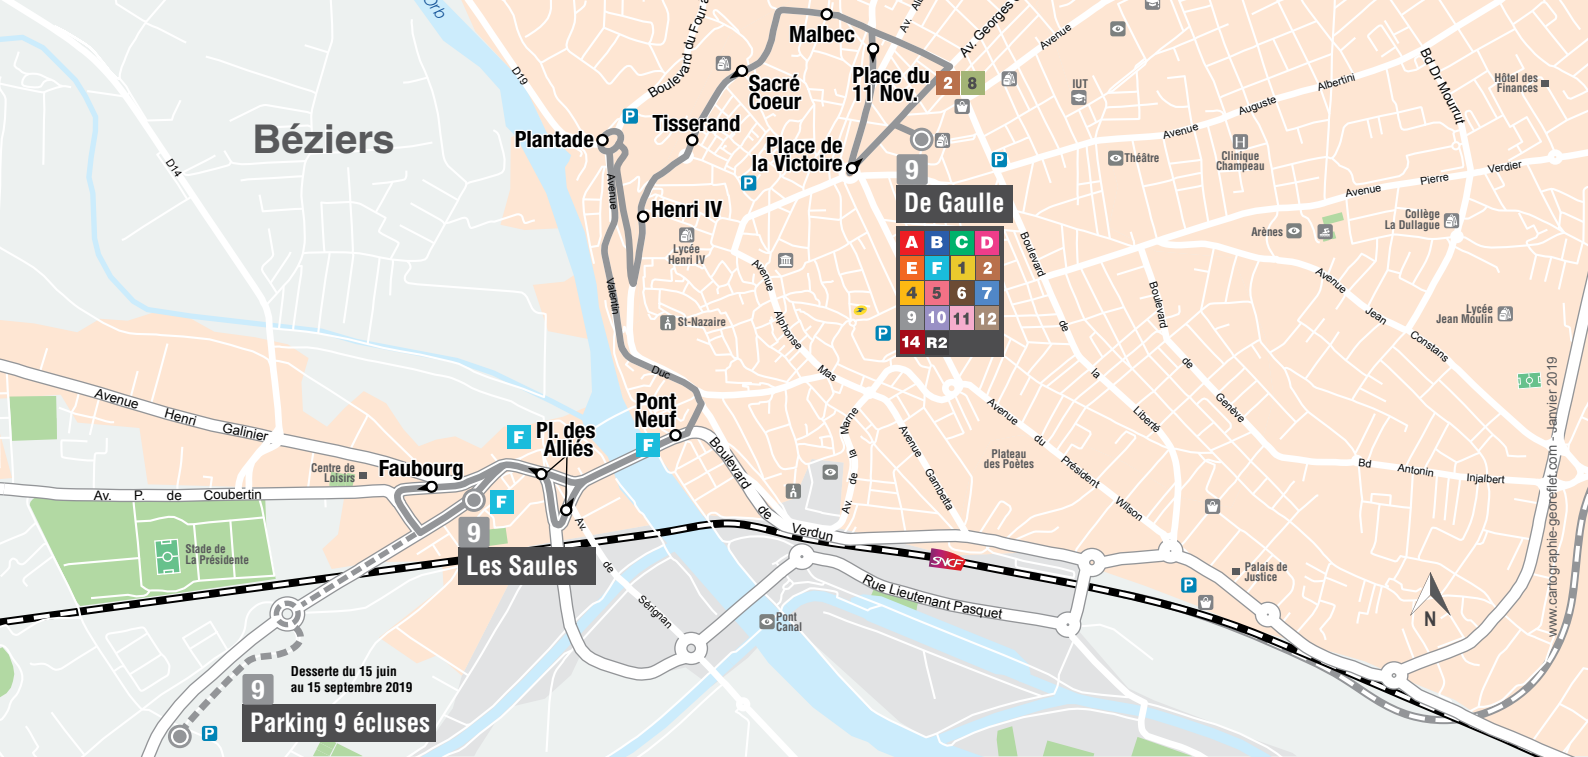 Orb
D19
D14
Béziers
Boulevard du Four à
Malbec
Av. Georges
Avenue
Place du
11 Nov.
2 8
Sacré
Coeur
Tisserand
Plantade
P
Place de
la Victoire
P
9
De Gaulle
A B C D
E F 1 2
4 5 6 7
9 10 11 12
14 R2
IUT
Bd Dr Mourrut
Hôtel des
Finances
Avenue Auguste Albertini
Théâtre
H
Clinique
Champeau
P
Avenue Pierre Verdier
Collège
La Dullague
Arènes
Henri IV
Lycée
Henri IV
St-Nazaire
Avenue Valentin Duc
Avenue Alphonse Mas
P
Boulevard de la Liberté
Boulevard de Genève
Avenue Jean Constans
Lycée
Jean Moulin
Avenue Henri Galinier
Centre de
Loisirs
Faubourg
Av. P. de Coubertin
F
Pl. des
Alliés
Pont
Neuf
F
F
9
Les Saules
Stade de
La Présidente
Boulevard de Verdun
Av. de la Marne
Avenue Gambetta
Plateau
des Poètes
Avenue du Président Wilson
Bd Antonin Injalbert
SNCF
Rue Lieutenant Pasquet
Av. de Sérignan
Pont
Canal
Palais de
Justice
P
N
www.cartographie-georeflet.com - Janvier 2019
Desserte du 15 juin
au 15 septembre 2019
9
Parking 9 écluses
P